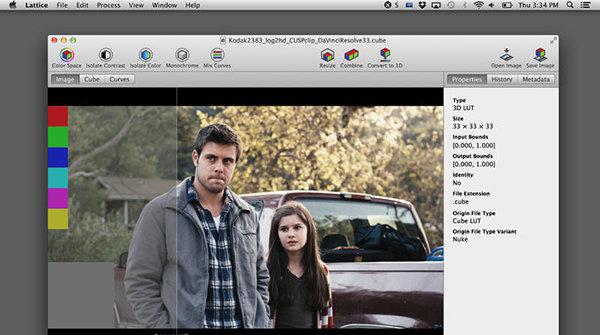 Lattice File Edit Process View Window Help
Thu 3:34 PM
Kodak2383_log2hd_CUSPclip_DaVinciResolve33.cube
Color Space Isolate Contrast Isolate Color Monochrome Mix Curves Resize Combine Convert to 1D Open Image Save Image
Image Cube Curves Properties History Metadata
Type
3D LUT
Size
33 × 33 × 33
Input Bounds
[0.000, 1.000]
Output Bounds
[0.000, 1.000]
Identity
No
File Extension
.cube
Origin File Type
Cube LUT
Origin File Type Variant
Nuke